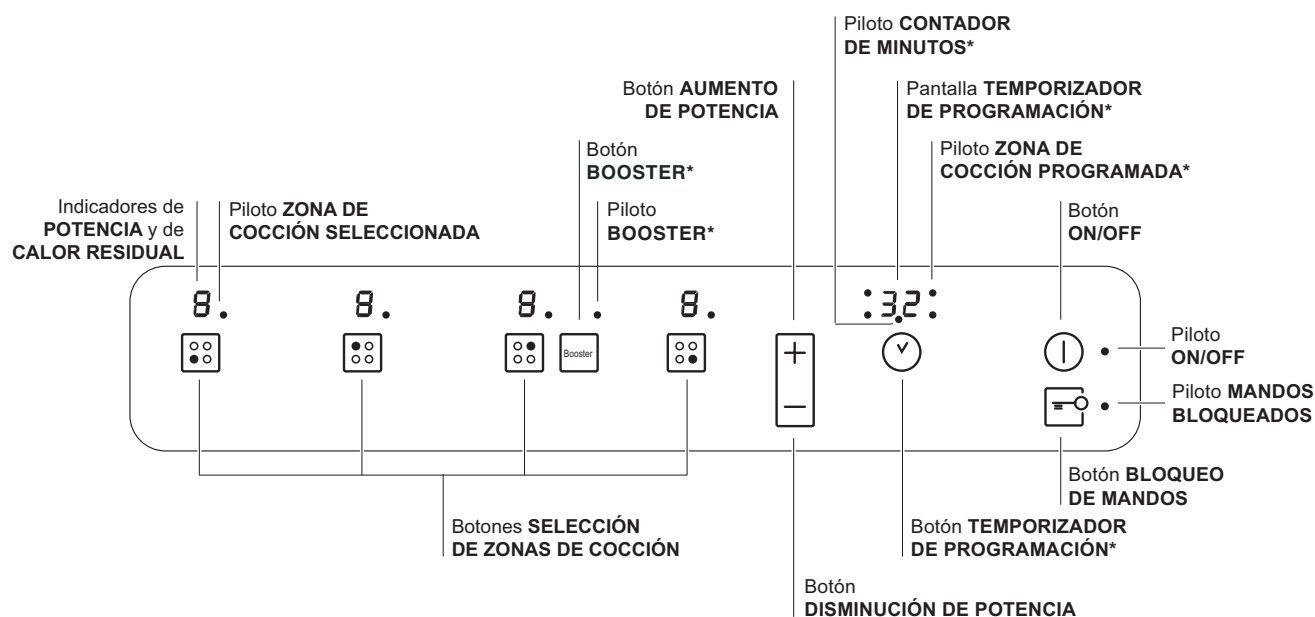 Piloto CONTADOR
DE MINUTOS*
Botón AUMENTO
DE POTENCIA
Pantalla TEMPORIZADOR
DE PROGRAMACIÓN*
Botón
BOOSTER*
Piloto ZONA DE
COCCIÓN PROGRAMADA*
Indicadores de
POTENCIA y de
CALOR RESIDUAL
Piloto ZONA DE
COCCIÓN SELECCIONADA
Piloto
BOOSTER*
Botón
ON/OFF
8.
8.
8.
8.
32
Booster
+
−
Piloto
ON/OFF
Piloto MANDOS
BLOQUEADOS
Botón BLOQUEO
DE MANDOS
Botones SELECCIÓN
DE ZONAS DE COCCIÓN
Botón TEMPORIZADOR
DE PROGRAMACIÓN*
Botón
DISMINUCIÓN DE POTENCIA